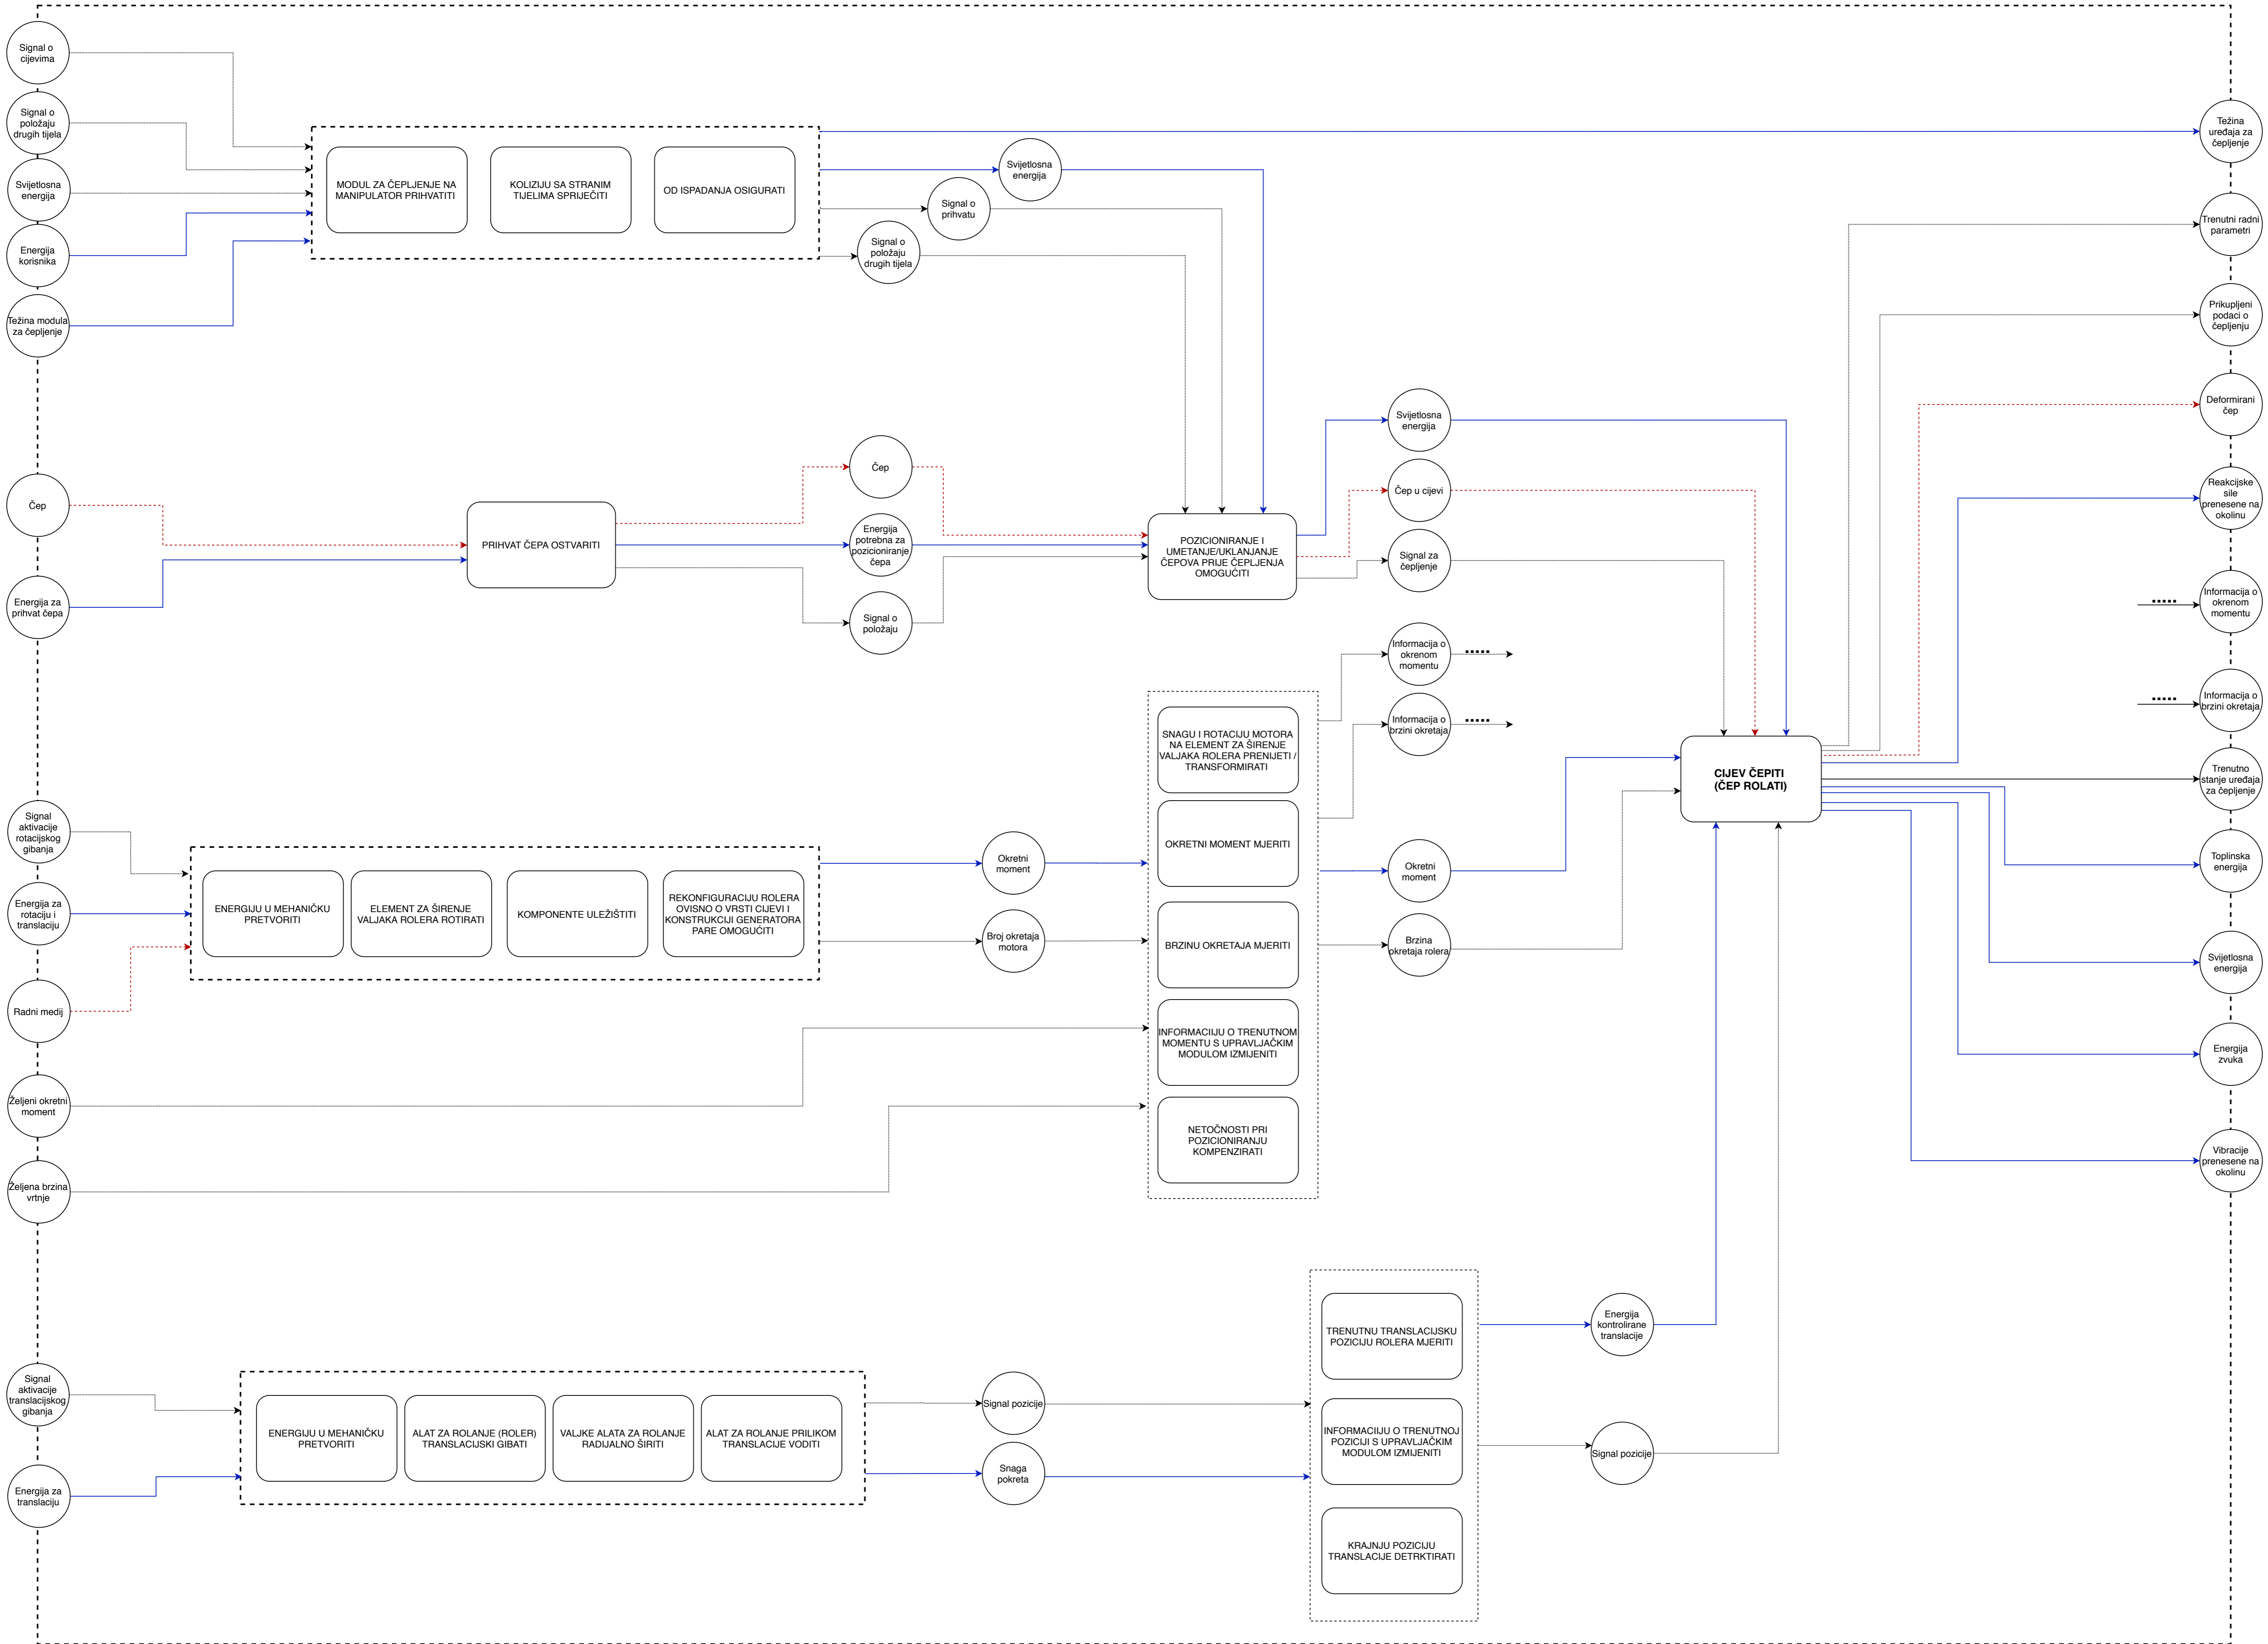 Signal o
cijevima
Signal o
položaju
drugih tijela
Svijetlosna
energija
Energija
korisnika
Težina modula
za čepljenje
MODUL ZA ČEPLJENJE NA
MANIPULATOR PRIHVATITI
KOLIZIJU SA STRANIM
TIJELIMA SPRIJEČITI
OD ISPADANJA OSIGURATI
Svijetlosna
energija
Signal o
prihvatu
Signal o
položaju
drugih tijela
Težina
uređaja za
čepljenje
Trenutni radni
parametri
Prikupljeni
podaci o
čepljenju
Deformirani
čep
Reakcijske
sile
prenesene na
okolinu
Informacija o
okrenom
momentu
Informacija o
brzini okretaja
Trenutno
stanje uređaja
za čepljenje
Toplinska
energija
Svijetlosna
energija
Energija
zvuka
Vibracije
prenesene na
okolinu
Čep
Energija za
prihvat čepa
PRIHVAT ČEPA OSTVARITI
Čep
Energija
potrebna za
pozicioniranje
čepa
Signal o
položaju
POZICIONIRANJE I
UMETANJE/UKLANJANJE
ČEPOVA PRIJE ČEPLJENJA
OMOGUĆITI
Svijetlosna
energija
Čep u cijevi
Signal za
čepljenje
Informacija o
okrenom
momentu
Informacija o
brzini okretaja
CIJEV ČEPITI
(ČEP ROLATI)
Signal
aktivacije
rotacijskog
gibanja
Energija za
rotaciju i
translaciju
Radni medij
Željeni okretni
moment
Željena brzina
vrtnje
ENERGIJU U MEHANIČKU
PRETVORITI
ELEMENT ZA ŠIRENJE
VALJAKA ROLERA ROTIRATI
KOMPONENTE ULEŽIŠTITI
REKONFIGURACIJU ROLERA
OVISNO O VRSTI CIJEVI I
KONSTRUKCIJI GENERATORA
PARE OMOGUĆITI
Okretni
moment
Broj okretaja
motora
SNAGU I ROTACIJU MOTORA
NA ELEMENT ZA ŠIRENJE
VALJAKA ROLERA PRENIJETI /
TRANSFORMIRATI
OKRETNI MOMENT MJERITI
BRZINU OKRETAJA MJERITI
INFORMACIIJU O TRENUTNOM
MOMENTU S UPRAVLJAČKIM
MODULOM IZMIJENITI
NETOČNOSTI PRI
POZICIONIRANJU
KOMPENZIRATI
Okretni
moment
Brzina
okretaja rolera
Signal
aktivacije
translacijskog
gibanja
Energija za
translaciju
ENERGIJU U MEHANIČKU
PRETVORITI
ALAT ZA ROLANJE (ROLER)
TRANSLACIJSKI GIBATI
VALJKE ALATA ZA ROLANJE
RADIJALNO ŠIRITI
ALAT ZA ROLANJE PRILIKOM
TRANSLACIJE VODITI
Signal pozicije
Snaga
pokreta
TRENUTNU TRANSLACIJSKU
POZICIJU ROLERA MJERITI
INFORMACIIJU O TRENUTNOJ
POZICIJI S UPRAVLJAČKIM
MODULOM IZMIJENITI
KRAJNJU POZICIJU
TRANSLACIJE DETRKTIRATI
Energija
kontrolirane
translacije
Signal pozicije